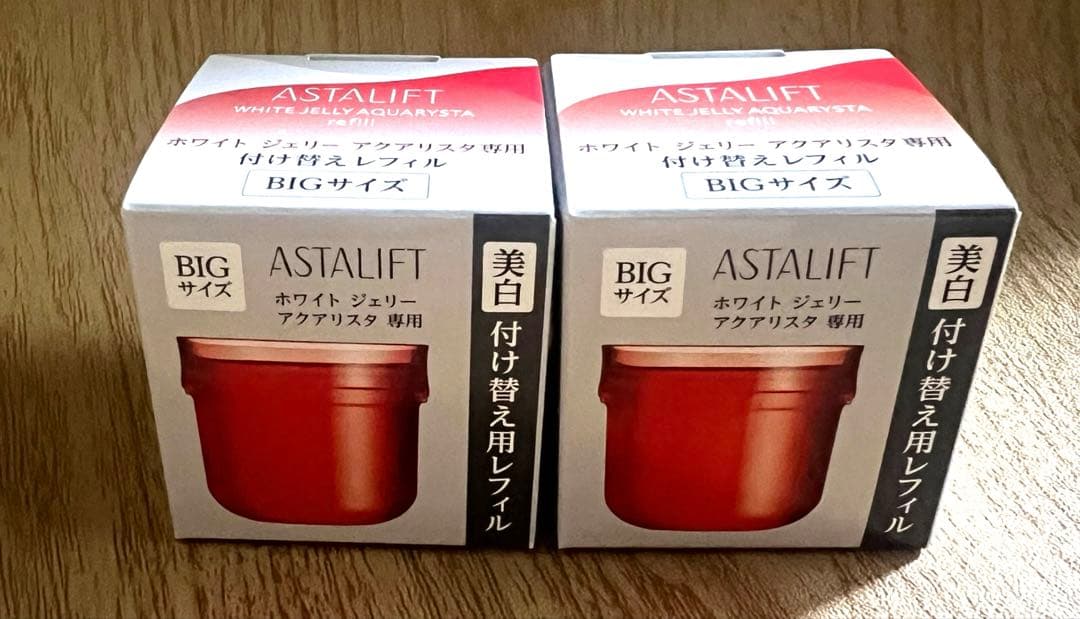 ASTALIFT
WHITE JELLY AQUARYSTA
refill
ホワイト ジェリー アクアリスタ専用
付け替えレフィル
BIGサイズ
BIG
サイズ
ASTALIFT
ホワイト ジェリー
アクアリスタ 専用
美白
付け替え用レフィル
ASTALIFT
WHITE JELLY AQUARYSTA
refill
ホワイト ジェリー アクアリスタ専用
付け替えレフィル
BIGサイズ
BIG
サイズ
ASTALIFT
ホワイト ジェリー
アクアリスタ 専用
美白
付け替え用レフィル